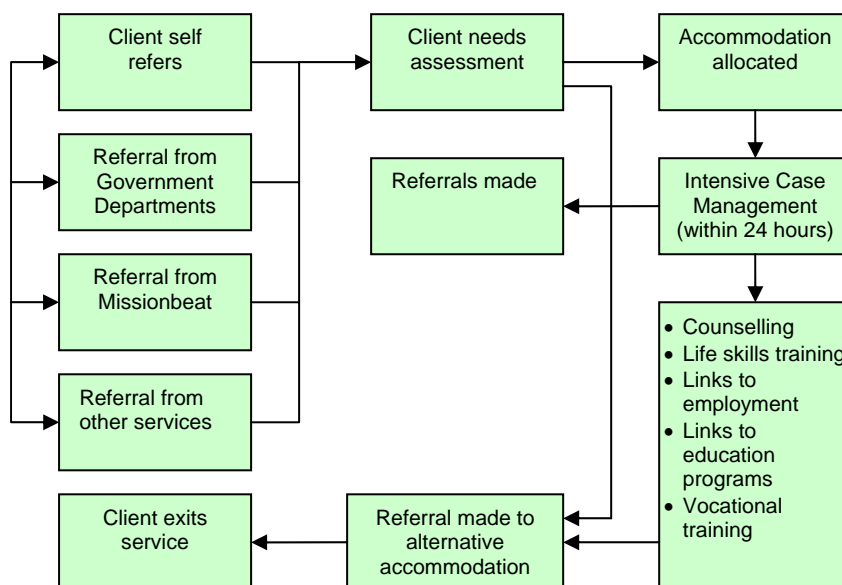 Client self
refers
Client needs
assessment
Accommodation
allocated
Referral from
Government
Departments
Referrals made
Intensive Case
Management
(within 24 hours)
Referral from
Missionbeat
• Counselling
• Life skills training
• Links to
employment
• Links to
education
programs
• Vocational
training
Referral from
other services
Client exits
service
Referral made to
alternative
accommodation